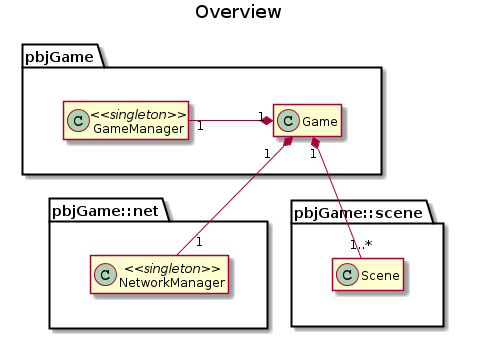 Overview
pbjGame
C
<<singleton>>
GameManager
1
1
C
Game
1
1
pbjGame::net
pbjGame::scene
1
1..*
C
<<singleton>>
NetworkManager
C
Scene